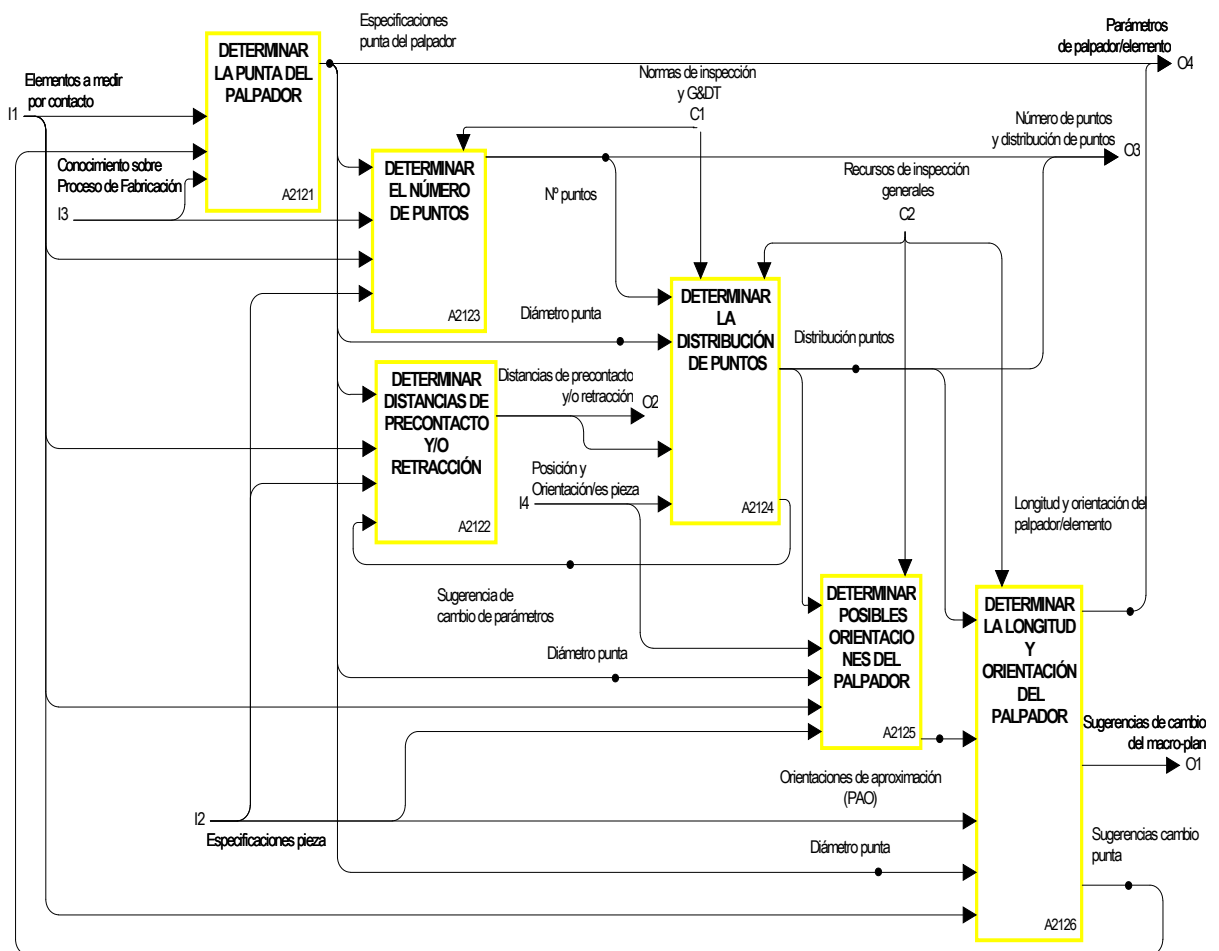 Especificaciones
punta del palpador
Parámetros
de palpador/elemento
O4
DETERMINAR
LA PUNTA DEL
PALPADOR
A2121
Elementos a medir
por contacto
I1
Normas de inspección
y G&DT
C1
Número de puntos
y distribución de puntos
O3
Conocimiento sobre
Proceso de Fabricación
I3
DETERMINAR
EL NÚMERO
DE PUNTOS
A2123
Nº puntos
Recursos de inspección
generales
C2
Diámetro punta
DETERMINAR
LA
DISTRIBUCIÓN
DE PUNTOS
A2124
Distribución puntos
DETERMINAR
DISTANCIAS DE
PRECONTACTO
Y/O
RETRACCIÓN
A2122
Distancias de precontacto
y/o retracción
O2
Posición y
Orientación/es pieza
I4
Longitud y orientación del
palpador/elemento
Sugerencia de
cambio de parámetros
DETERMINAR
POSIBLES
ORIENTACIO
NES DEL
PALPADOR
A2125
DETERMINAR
LA LONGITUD
Y
ORIENTACIÓN
DEL
PALPADOR
A2126
Diámetro punta
Sugerencias de cambio
del macro-plan
O1
Orientaciones de aproximación
(PAO)
I2
Especificaciones pieza
Diámetro punta
Sugerencias cambio
punta